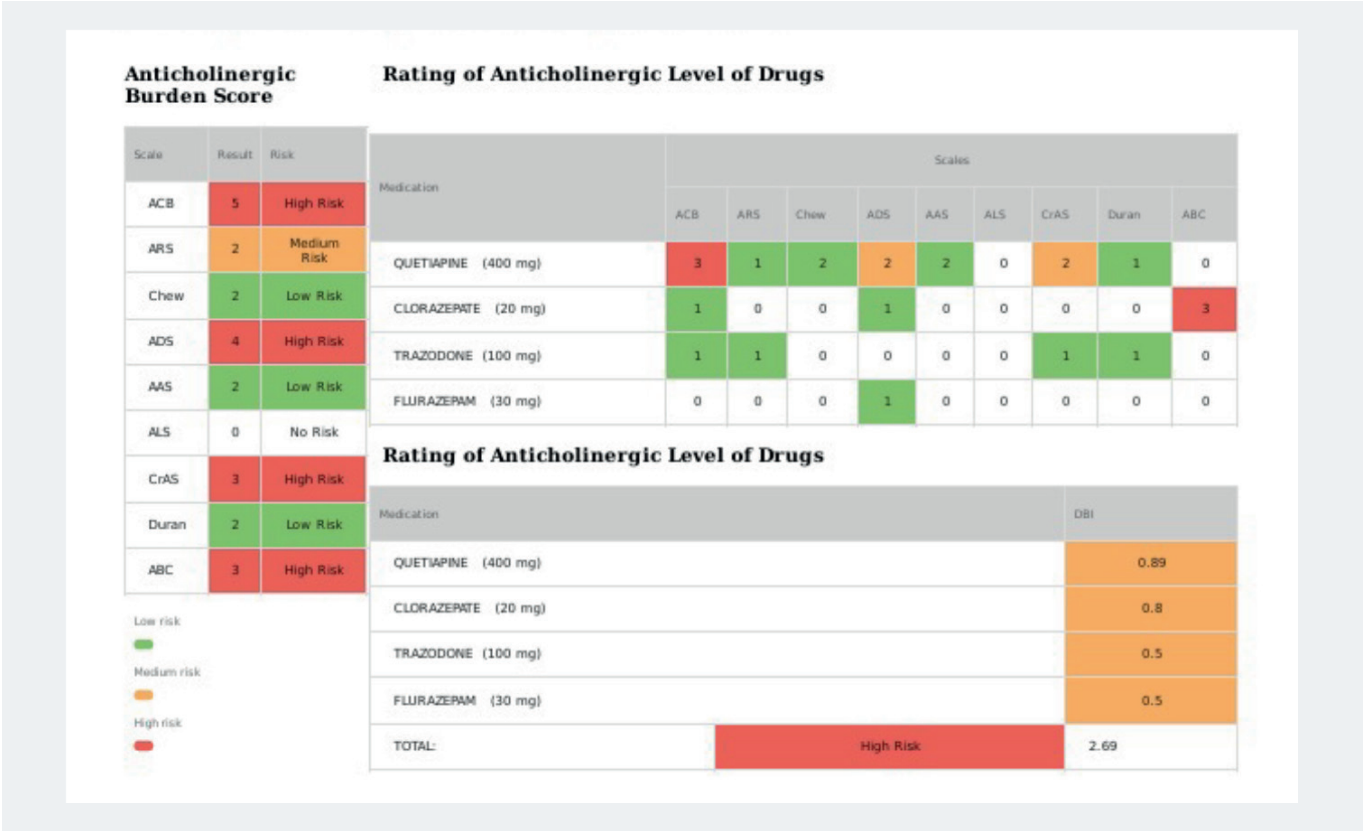 Anticholinergic
Burden Score
Scale Result Risk
ACB 5 High Risk
ARS 2 Medium
Risk
Chew 2 Low Risk
ADS 4 High Risk
AAS 2 Low Risk
ALS 0 No Risk
CrAS 3 High Risk
Duran 2 Low Risk
ABC 3 High Risk
Low risk
Medium risk
High risk
Rating of Anticholinergic Level of Drugs
Medication Scales
ACB ARS Chew ADS AAS ALS CrAS Duran ABC
QUETIAPINE (400 mg) 3 1 2 2 2 0 2 1 0
CLORAZEPATE (20 mg) 1 0 0 1 0 0 0 0 3
TRAZODONE (100 mg) 1 1 0 0 0 0 1 1 0
FLURAZEPAM (30 mg) 0 0 0 1 0 0 0 0 0
Rating of Anticholinergic Level of Drugs
Medication DBI
QUETIAPINE (400 mg) 0.89
CLORAZEPATE (20 mg) 0.8
TRAZODONE (100 mg) 0.5
FLURAZEPAM (30 mg) 0.5
TOTAL: High Risk 2.69